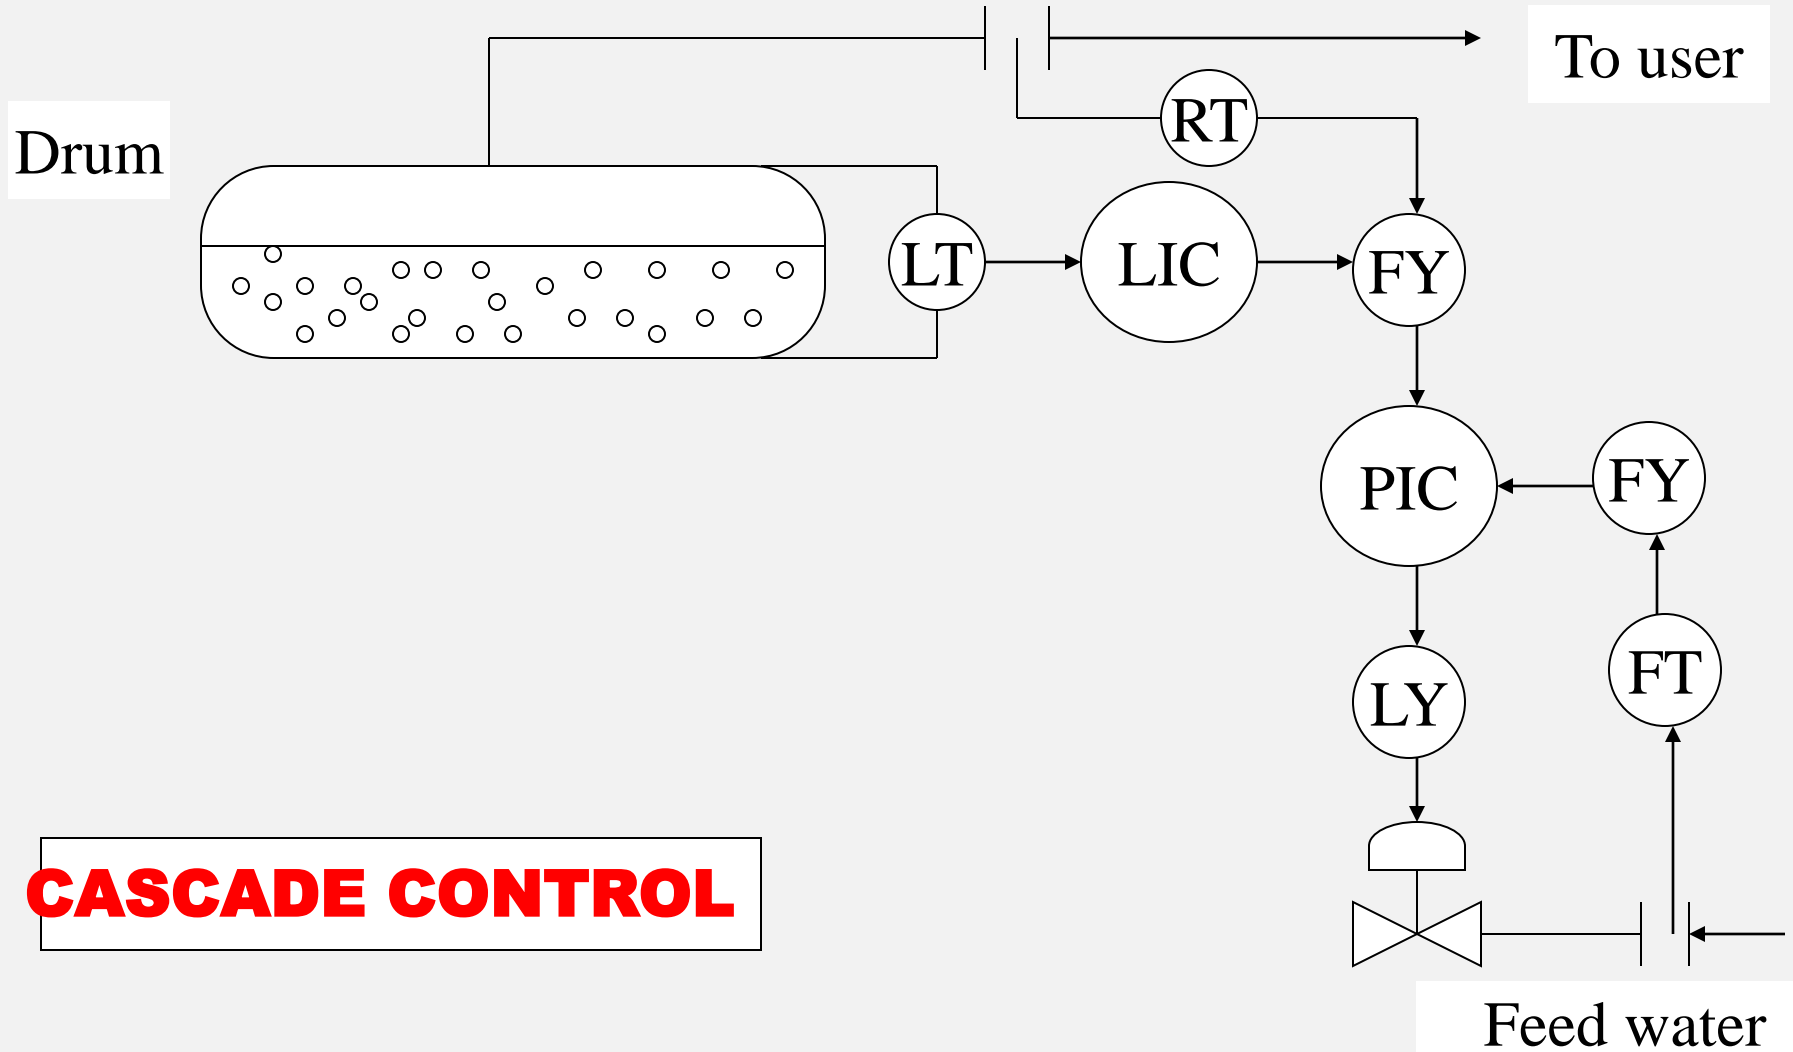 To user
Drum
RT
LT
LIC
FY
PIC
FY
FT
LY
CASCADE CONTROL
Feed water